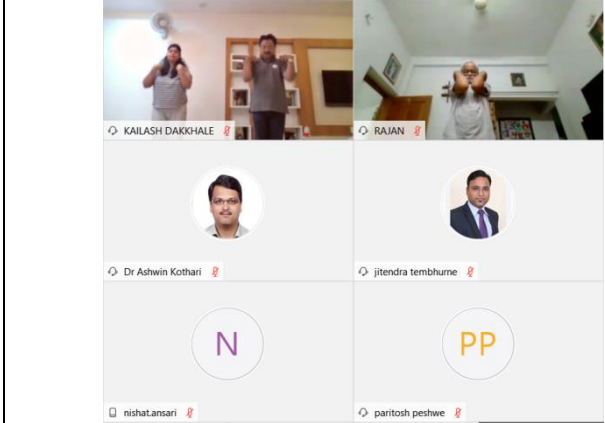 KAILASH DAKKHALE
RAJAN
Dr Ashwin Kothari
jitendra tembhurne
N
PP
nishat.ansari
paritosh peshwe